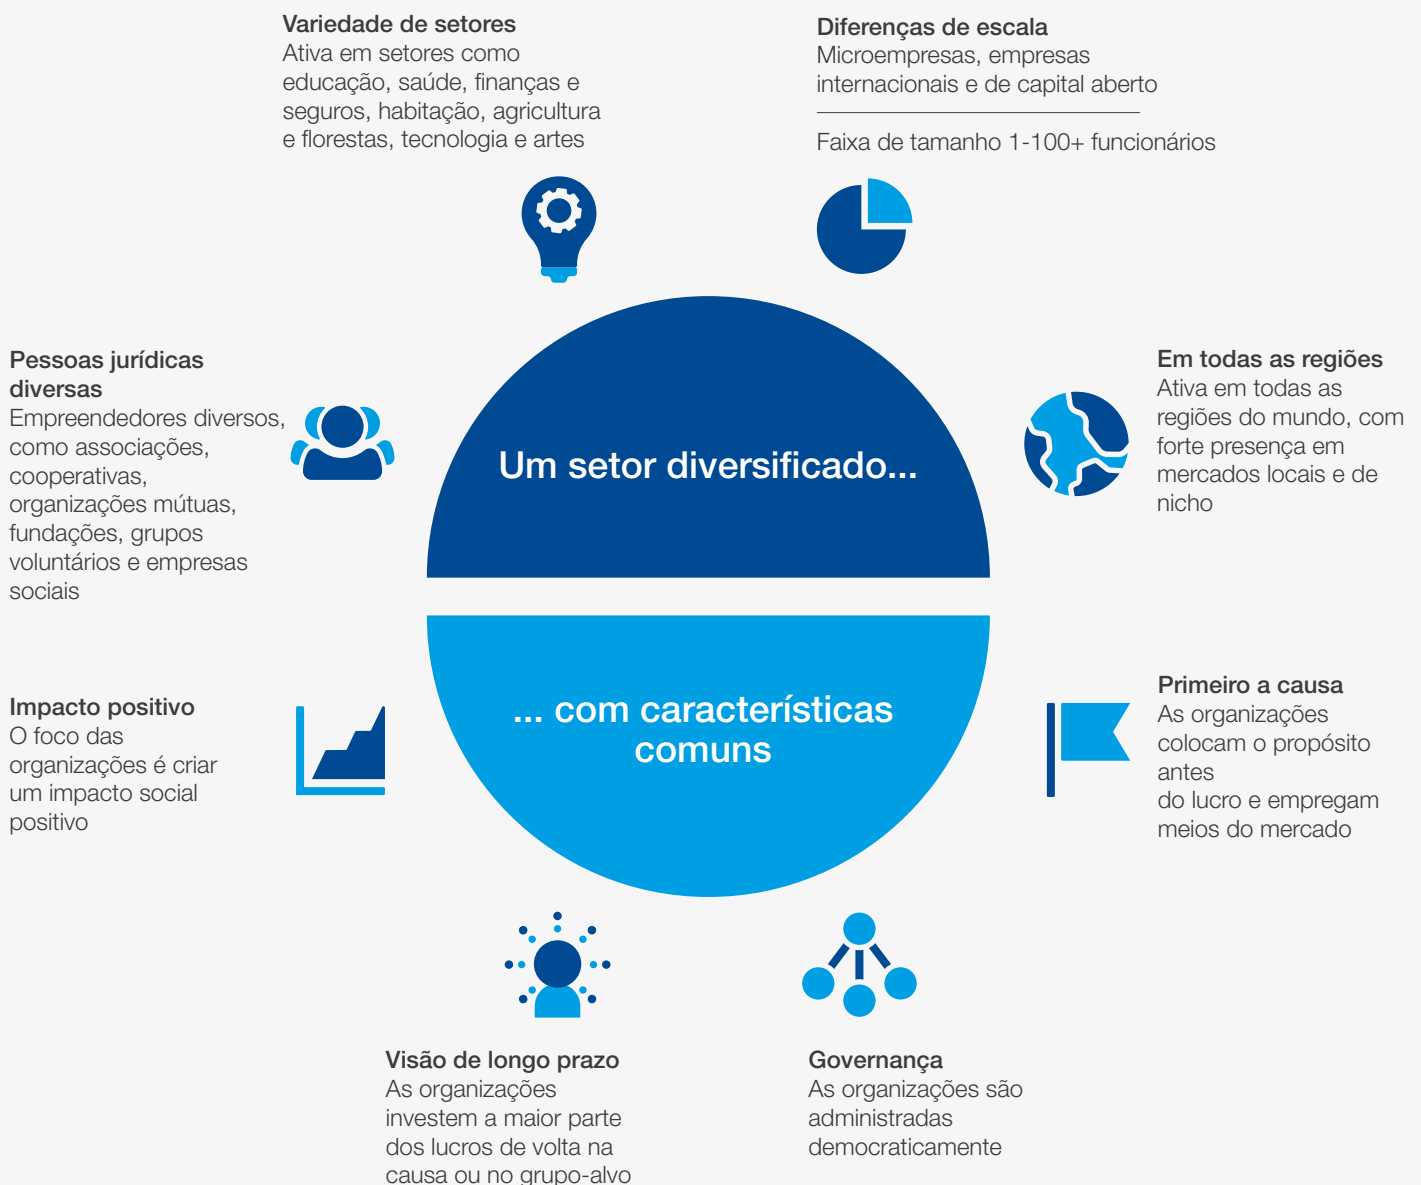 Variedade de setores
Ativa em setores como
educação, saúde, finanças e
seguros, habitação, agricultura
e florestas, tecnologia e artes
Diferenças de escala
Microempresas, empresas
internacionais e de capital aberto
Faixa de tamanho 1-100+ funcionários
Pessoas jurídicas
diversas
Empreendedores diversos,
como associações,
cooperativas,
organizações mútuas,
fundações, grupos
voluntários e empresas
sociais
Um setor diversificado...
Em todas as regiões
Ativa em todas as
regiões do mundo, com
forte presença em
mercados locais e de
nicho
Impacto positivo
O foco das
organizações é criar
um impacto social
positivo
... com características
comuns
Primeiro a causa
As organizações
colocam o propósito
antes
do lucro e empregam
meios do mercado
Visão de longo prazo
As organizações
investem a maior parte
dos lucros de volta na
causa ou no grupo-alvo
Governança
As organizações são
administradas
democraticamente